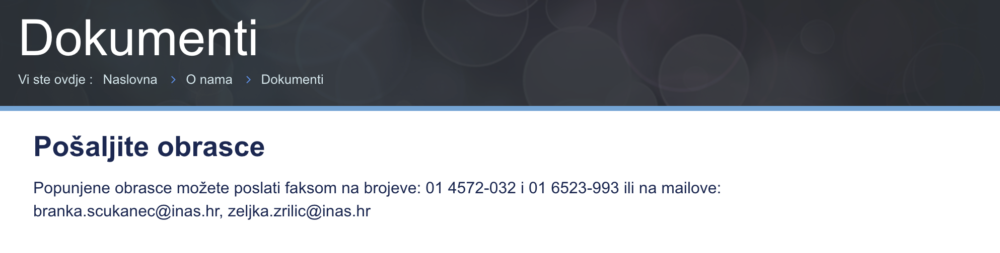 Dokumenti
Vi ste ovdje : Naslovna > O nama > Dokumenti
Pošaljite obrasce
Popunjene obrasce možete poslati faksom na brojeve: 01 4572-032 i 01 6523-993 ili na mailove:
branka.scukanec@inas.hr, zeljka.zrilic@inas.hr